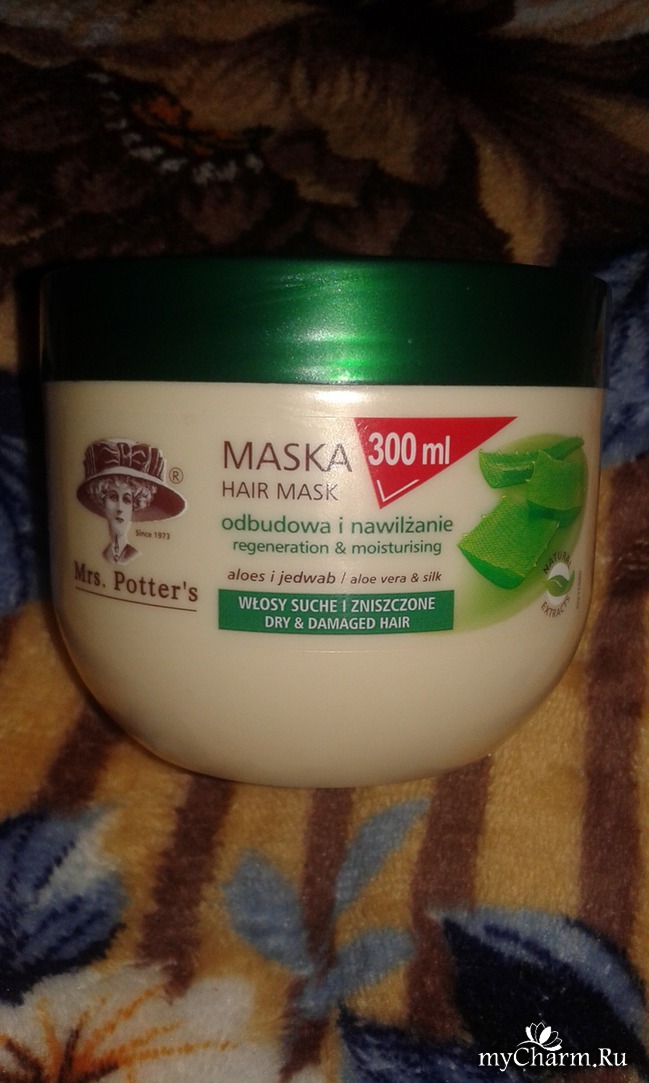 MASKA
300 ml
HAIR MASK
odbudowa i nawilżanie
regeneration & moisturising
aloes i jedwab / aloe vera & silk
WŁOSY SUCHE I ZNISZCZONE
DRY & DAMAGED HAIR
®
Since 1973
Mrs. Potter's
NATURAL
EXTRACTS
myCharm.Ru